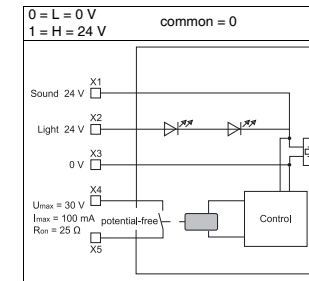 0 = L = 0 V
1 = H = 24 V
common = 0
X1
Sound 24 V
X2
Light 24 V
X3
0 V
X4
Umax = 30 V
Imax = 100 mA potential-free
Ron = 25 Ω
X5
Control